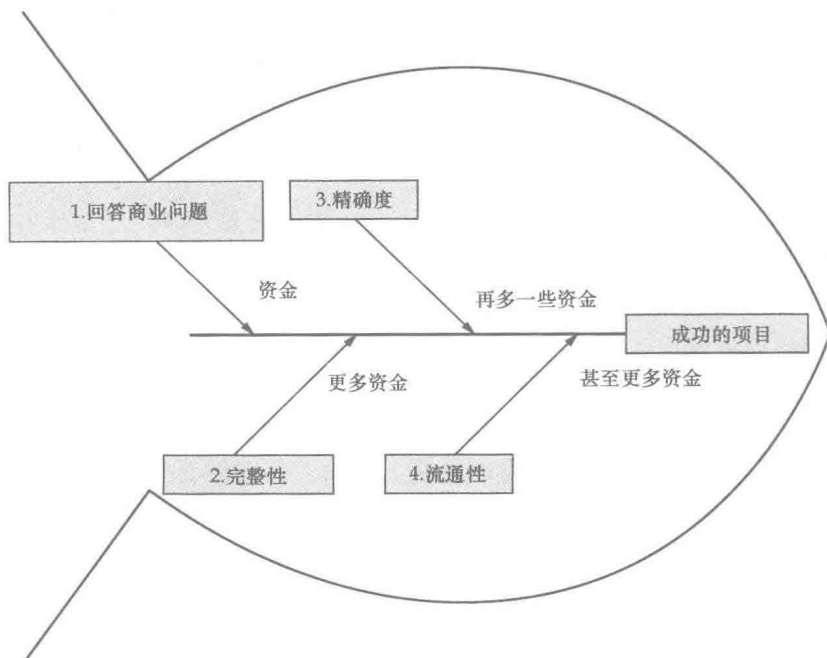 1.回答商业问题
3.精确度
资金
再多一些资金
成功的项目
更多资金
甚至更多资金
2.完整性
4.流通性